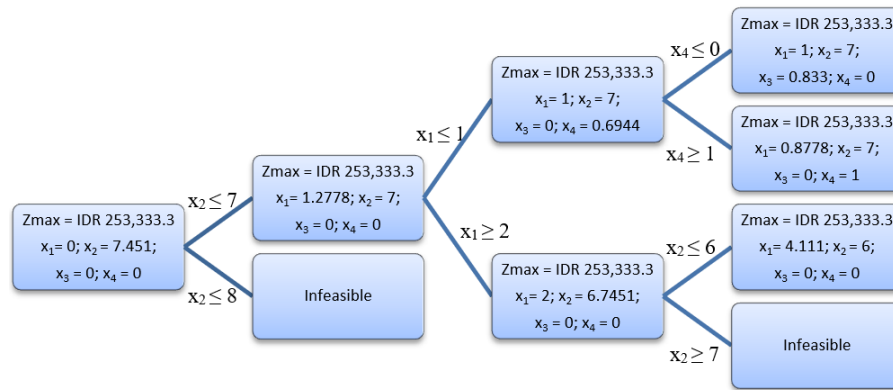 Zmax = IDR 253,333.3
x₁= 0; x₂ = 7.451;
x₃ = 0; x₄ = 0
x₂ ≤ 7
x₂ ≤ 8
Zmax = IDR 253,333.3
x₁= 1.2778; x₂ = 7;
x₃ = 0; x₄ = 0
Infeasible
x₁ ≤ 1
x₁ ≥ 2
Zmax = IDR 253,333.3
x₁= 1; x₂ = 7;
x₃ = 0; x₄ = 0.6944
Zmax = IDR 253,333.3
x₁= 2; x₂ = 6.7451;
x₃ = 0; x₄ = 0
x₄ ≤ 0
x₄ ≥ 1
x₂ ≤ 6
x₂ ≥ 7
Zmax = IDR 253,333.3
x₁= 1; x₂ = 7;
x₃ = 0.833; x₄ = 0
Zmax = IDR 253,333.3
x₁= 0.8778; x₂ = 7;
x₃ = 0; x₄ = 1
Zmax = IDR 253,333.3
x₁= 4.111; x₂ = 6;
x₃ = 0; x₄ = 0
Infeasible